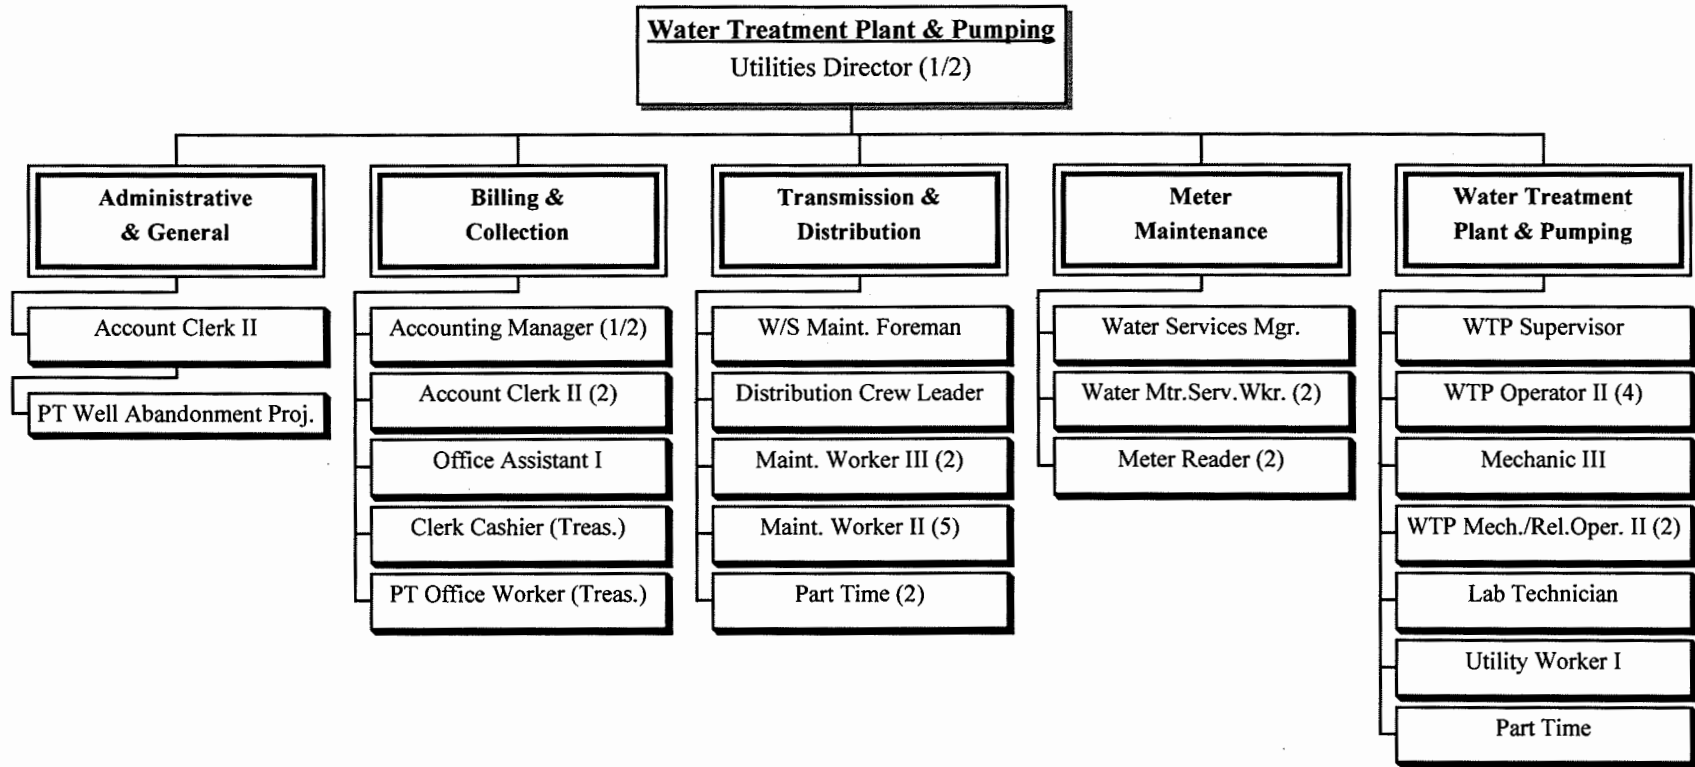 Water Treatment Plant & Pumping
Utilities Director (1/2)
Administrative
& General
Account Clerk II
PT Well Abandonment Proj.
Billing &
Collection
Accounting Manager (1/2)
Account Clerk II (2)
Office Assistant I
Clerk Cashier (Treas.)
PT Office Worker (Treas.)
Transmission &
Distribution
W/S Maint. Foreman
Distribution Crew Leader
Maint. Worker III (2)
Maint. Worker II (5)
Part Time (2)
Meter
Maintenance
Water Services Mgr.
Water Mtr.Serv.Wkr. (2)
Meter Reader (2)
Water Treatment
Plant & Pumping
WTP Supervisor
WTP Operator II (4)
Mechanic III
WTP Mech./Rel.Oper. II (2)
Lab Technician
Utility Worker I
Part Time